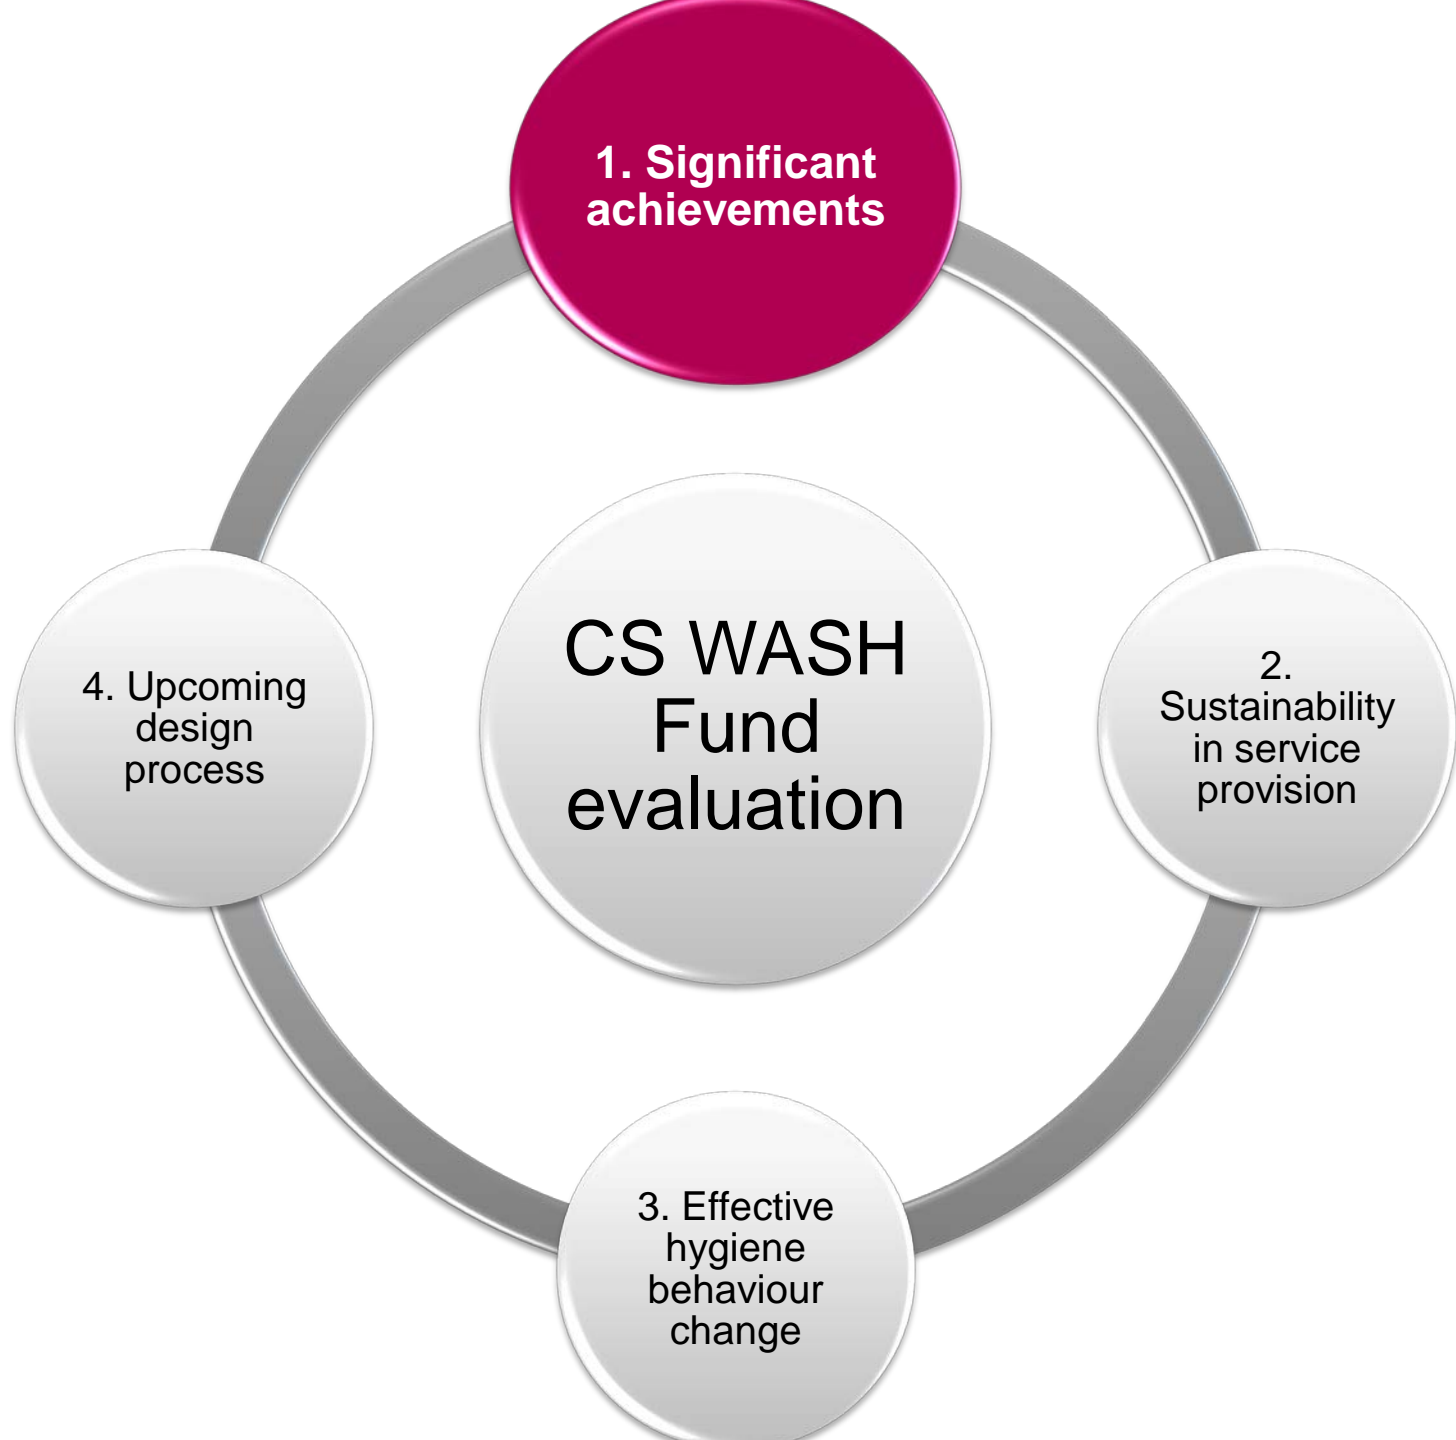 1. Significant
achievements
CS WASH
Fund
evaluation
2.
Sustainability
in service
provision
3. Effective
hygiene
behaviour
change
4. Upcoming
design
process